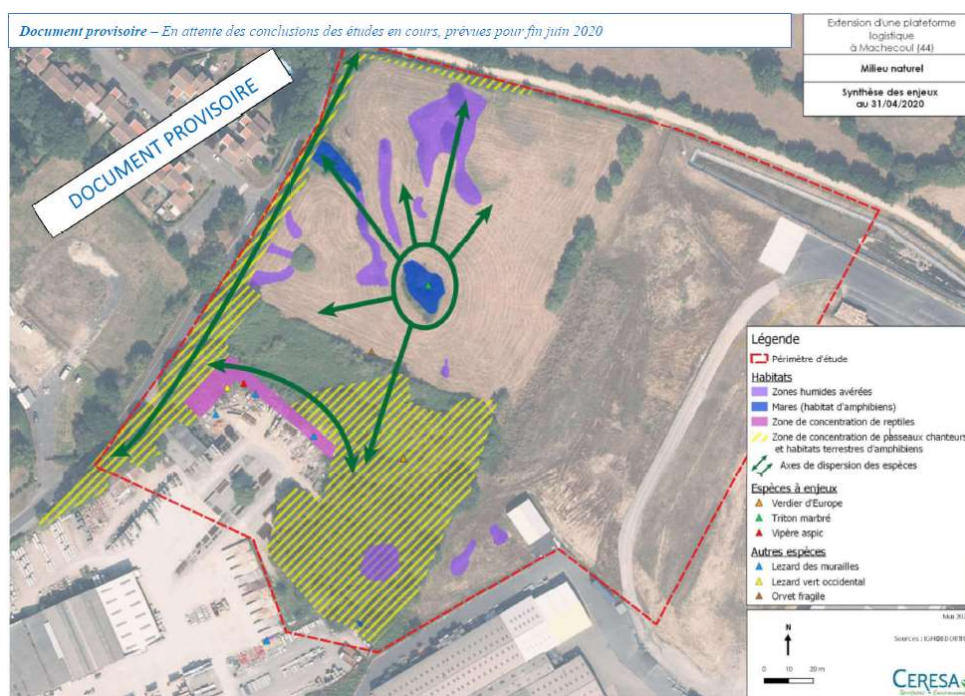 Document provisoire – En attente des conclusions des études en cours, prévues pour fin juin 2020
Extension d'une plateforme
logistique
à Machecoul (44)
Milieu naturel
Synthèse des enjeux
au 31/04/2020
DOCUMENT PROVISOIRE
Légende
Périmètre d'étude
Habitats
Zones humides avérées
Mares (habitat d'amphibiens)
Zone de concentration de reptiles
Zone de concentration de passeaux chanteurs
et habitats terrestres d'amphibiens
Axes de dispersion des espèces
Espèces à enjeux
Verdier d'Europe
Triton marbré
Vipère aspic
Autres espèces
Lezard des murailles
Lezard vert occidental
Orvet fragile
N
0 10 20 m
Sources :
CERESA